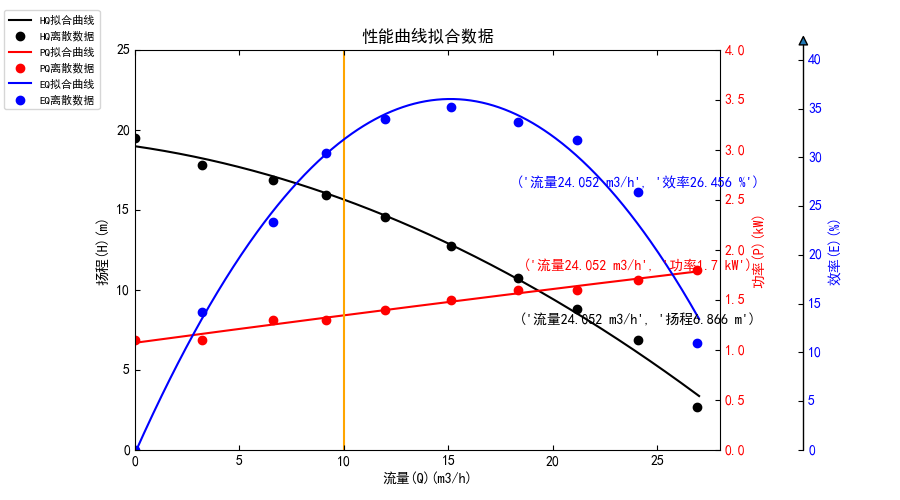 HQ拟合曲线
HQ离散数据
PQ拟合曲线
PQ离散数据
EQ拟合曲线
EQ离散数据
性能曲线拟合数据
25
20
15
10
5
0
扬程(H)(m)
0 5 10 15 20 25
流量(Q)(m3/h)
4.0
3.5
3.0
2.5
2.0
1.5
1.0
0.5
0.0
功率(P)(kW)
40
35
30
25
20
15
10
5
0
效率(E)(%)
('流量24.052 m3/h', '效率26.456 %')
('流量24.052 m3/h', '功率1.7 kW')
('流量24.052 m3/h', '扬程6.866 m')